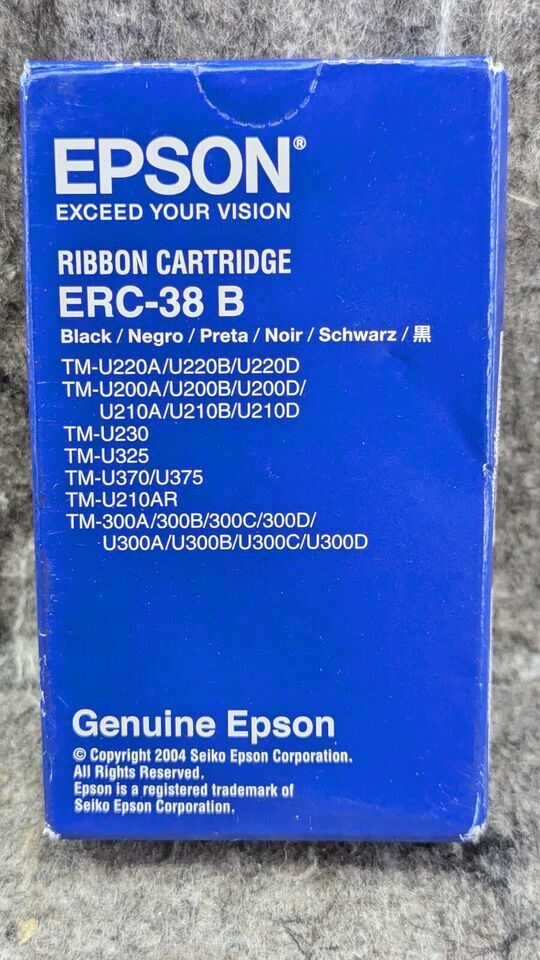 EPSON®
EXCEED YOUR VISION
RIBBON CARTRIDGE
ERC-38 B
Black / Negro / Preta / Noir / Schwarz / 黒
TM-U220A/U220B/U220D
TM-U200A/U200B/U200D/
U210A/U210B/U210D
TM-U230
TM-U325
TM-U370/U375
TM-U210AR
TM-300A/300B/300C/300D/
U300A/U300B/U300C/U300D
Genuine Epson
© Copyright 2004 Seiko Epson Corporation.
All Rights Reserved.
Epson is a registered trademark of
Seiko Epson Corporation.